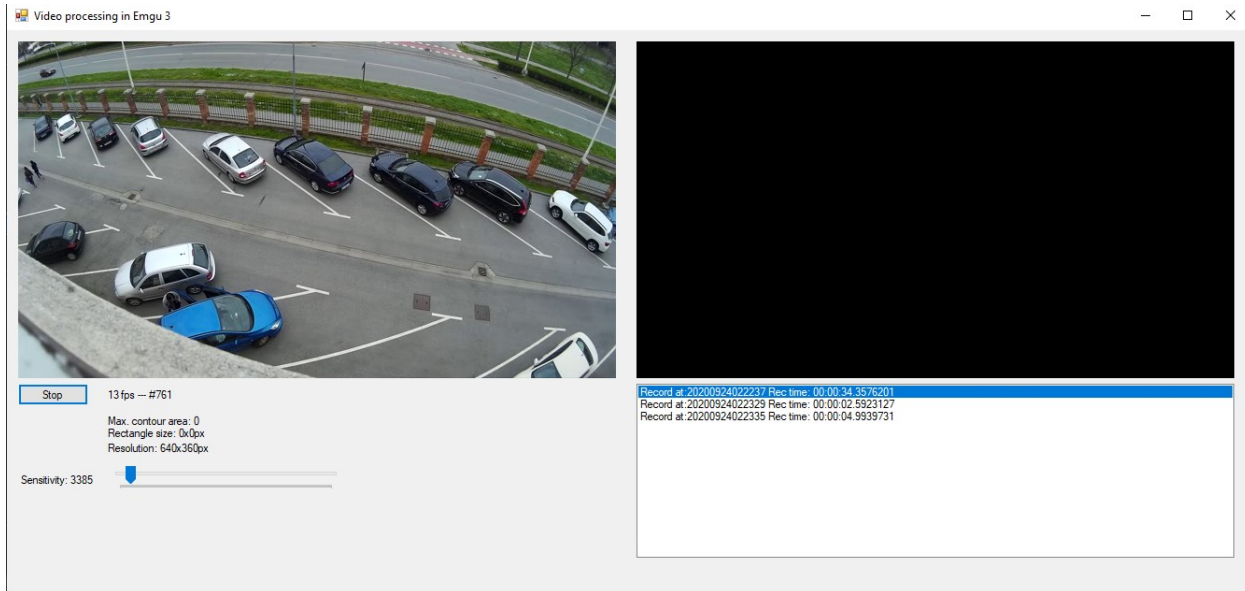 Video processing in Emgu 3
Stop
13 fps --- #761
Max. contour area: 0
Rectangle size: 0x0px
Resolution: 640x360px
Sensitivity: 3385
Record at:20200924022237 Rec time: 00:00:34.3576201
Record at:20200924022329 Rec time: 00:00:02.5923127
Record at:20200924022335 Rec time: 00:00:04.9939731